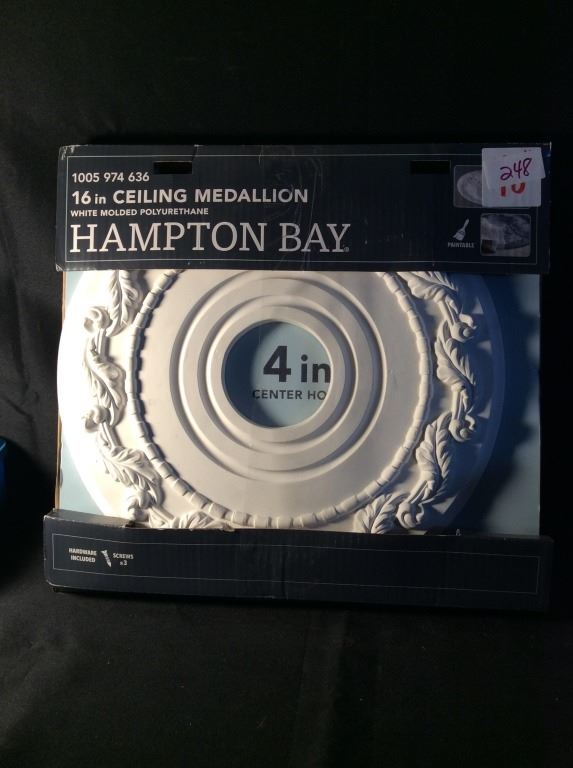 1005 974 636
16 in CEILING MEDALLION
WHITE MOLDED POLYURETHANE
HAMPTON BAY®
248
PAINTABLE
4 in
CENTER HO
HARDWARE
INCLUDED
SCREWS
x3